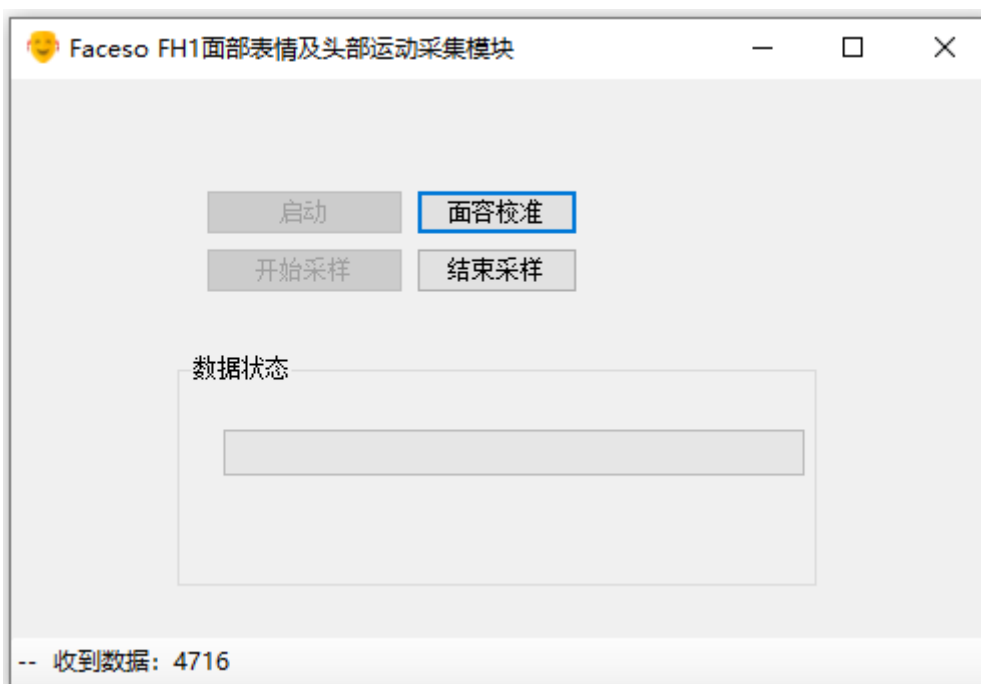 Faceso FH1面部表情及头部运动采集模块
启动 面容校准
开始采样 结束采样
数据状态
-- 收到数据：4716